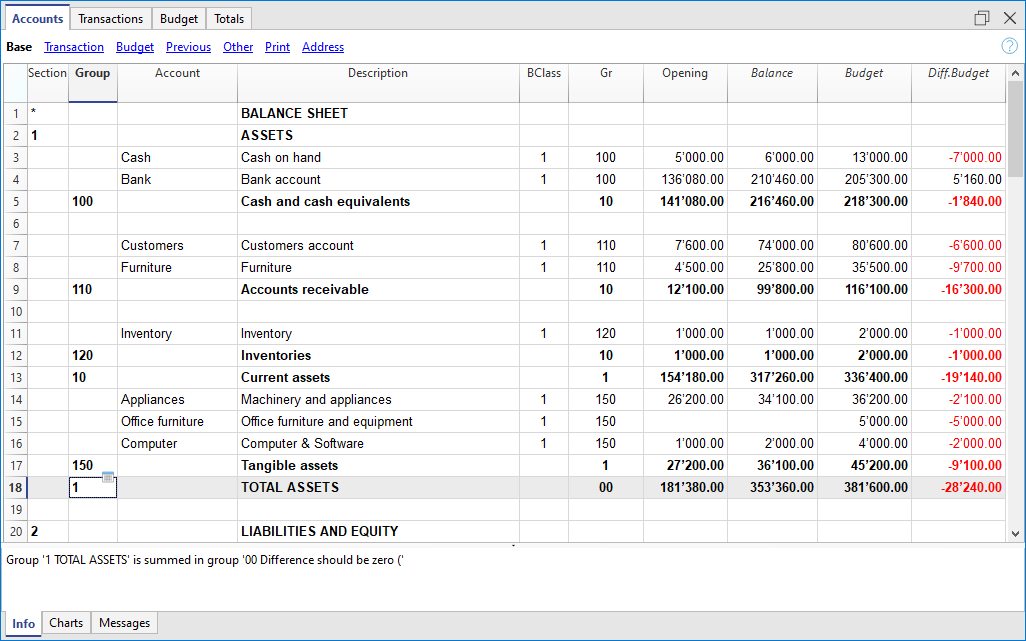 Accounts Transactions Budget Totals
Base Transaction Budget Previous Other Print Address ?
Section Group Account Description BClass Gr Opening Balance Budget Diff.Budget
1 * BALANCE SHEET
2 1 ASSETS
3 Cash Cash on hand 1 100 5’000.00 6’000.00 13’000.00 -7’000.00
4 Bank Bank account 1 100 136’080.00 210’460.00 205’300.00 5’160.00
5 100 Cash and cash equivalents 10 141’080.00 216’460.00 218’300.00 -1’840.00
6
7 Customers Customers account 1 110 7’600.00 74’000.00 80’600.00 -6’600.00
8 Furniture Furniture 1 110 4’500.00 25’800.00 35’500.00 -9’700.00
9 110 Accounts receivable 10 12’100.00 99’800.00 116’100.00 -16’300.00
10
11 Inventory Inventory 1 120 1’000.00 1’000.00 2’000.00 -1’000.00
12 120 Inventories 10 1’000.00 1’000.00 2’000.00 -1’000.00
13 10 Current assets 1 154’180.00 317’260.00 336’400.00 -19’140.00
14 Appliances Machinery and appliances 1 150 26’200.00 34’100.00 36’200.00 -2’100.00
15 Office furniture Office furniture and equipment 1 150 5’000.00 -5’000.00
16 Computer Computer & Software 1 150 1’000.00 2’000.00 4’000.00 -2’000.00
17 150 Tangible assets 1 27’200.00 36’100.00 45’200.00 -9’100.00
18 1 TOTAL ASSETS 00 181’380.00 353’360.00 381’600.00 -28’240.00
19
20 2 LIABILITIES AND EQUITY
Group '1 TOTAL ASSETS' is summed in group '00 Difference should be zero ('
Info Charts Messages